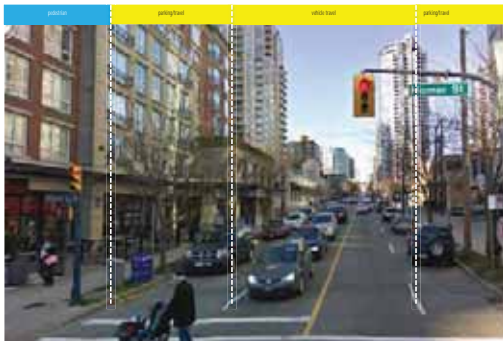 pedestrian
parking/travel
vehicle travel
parking/travel
Homer St